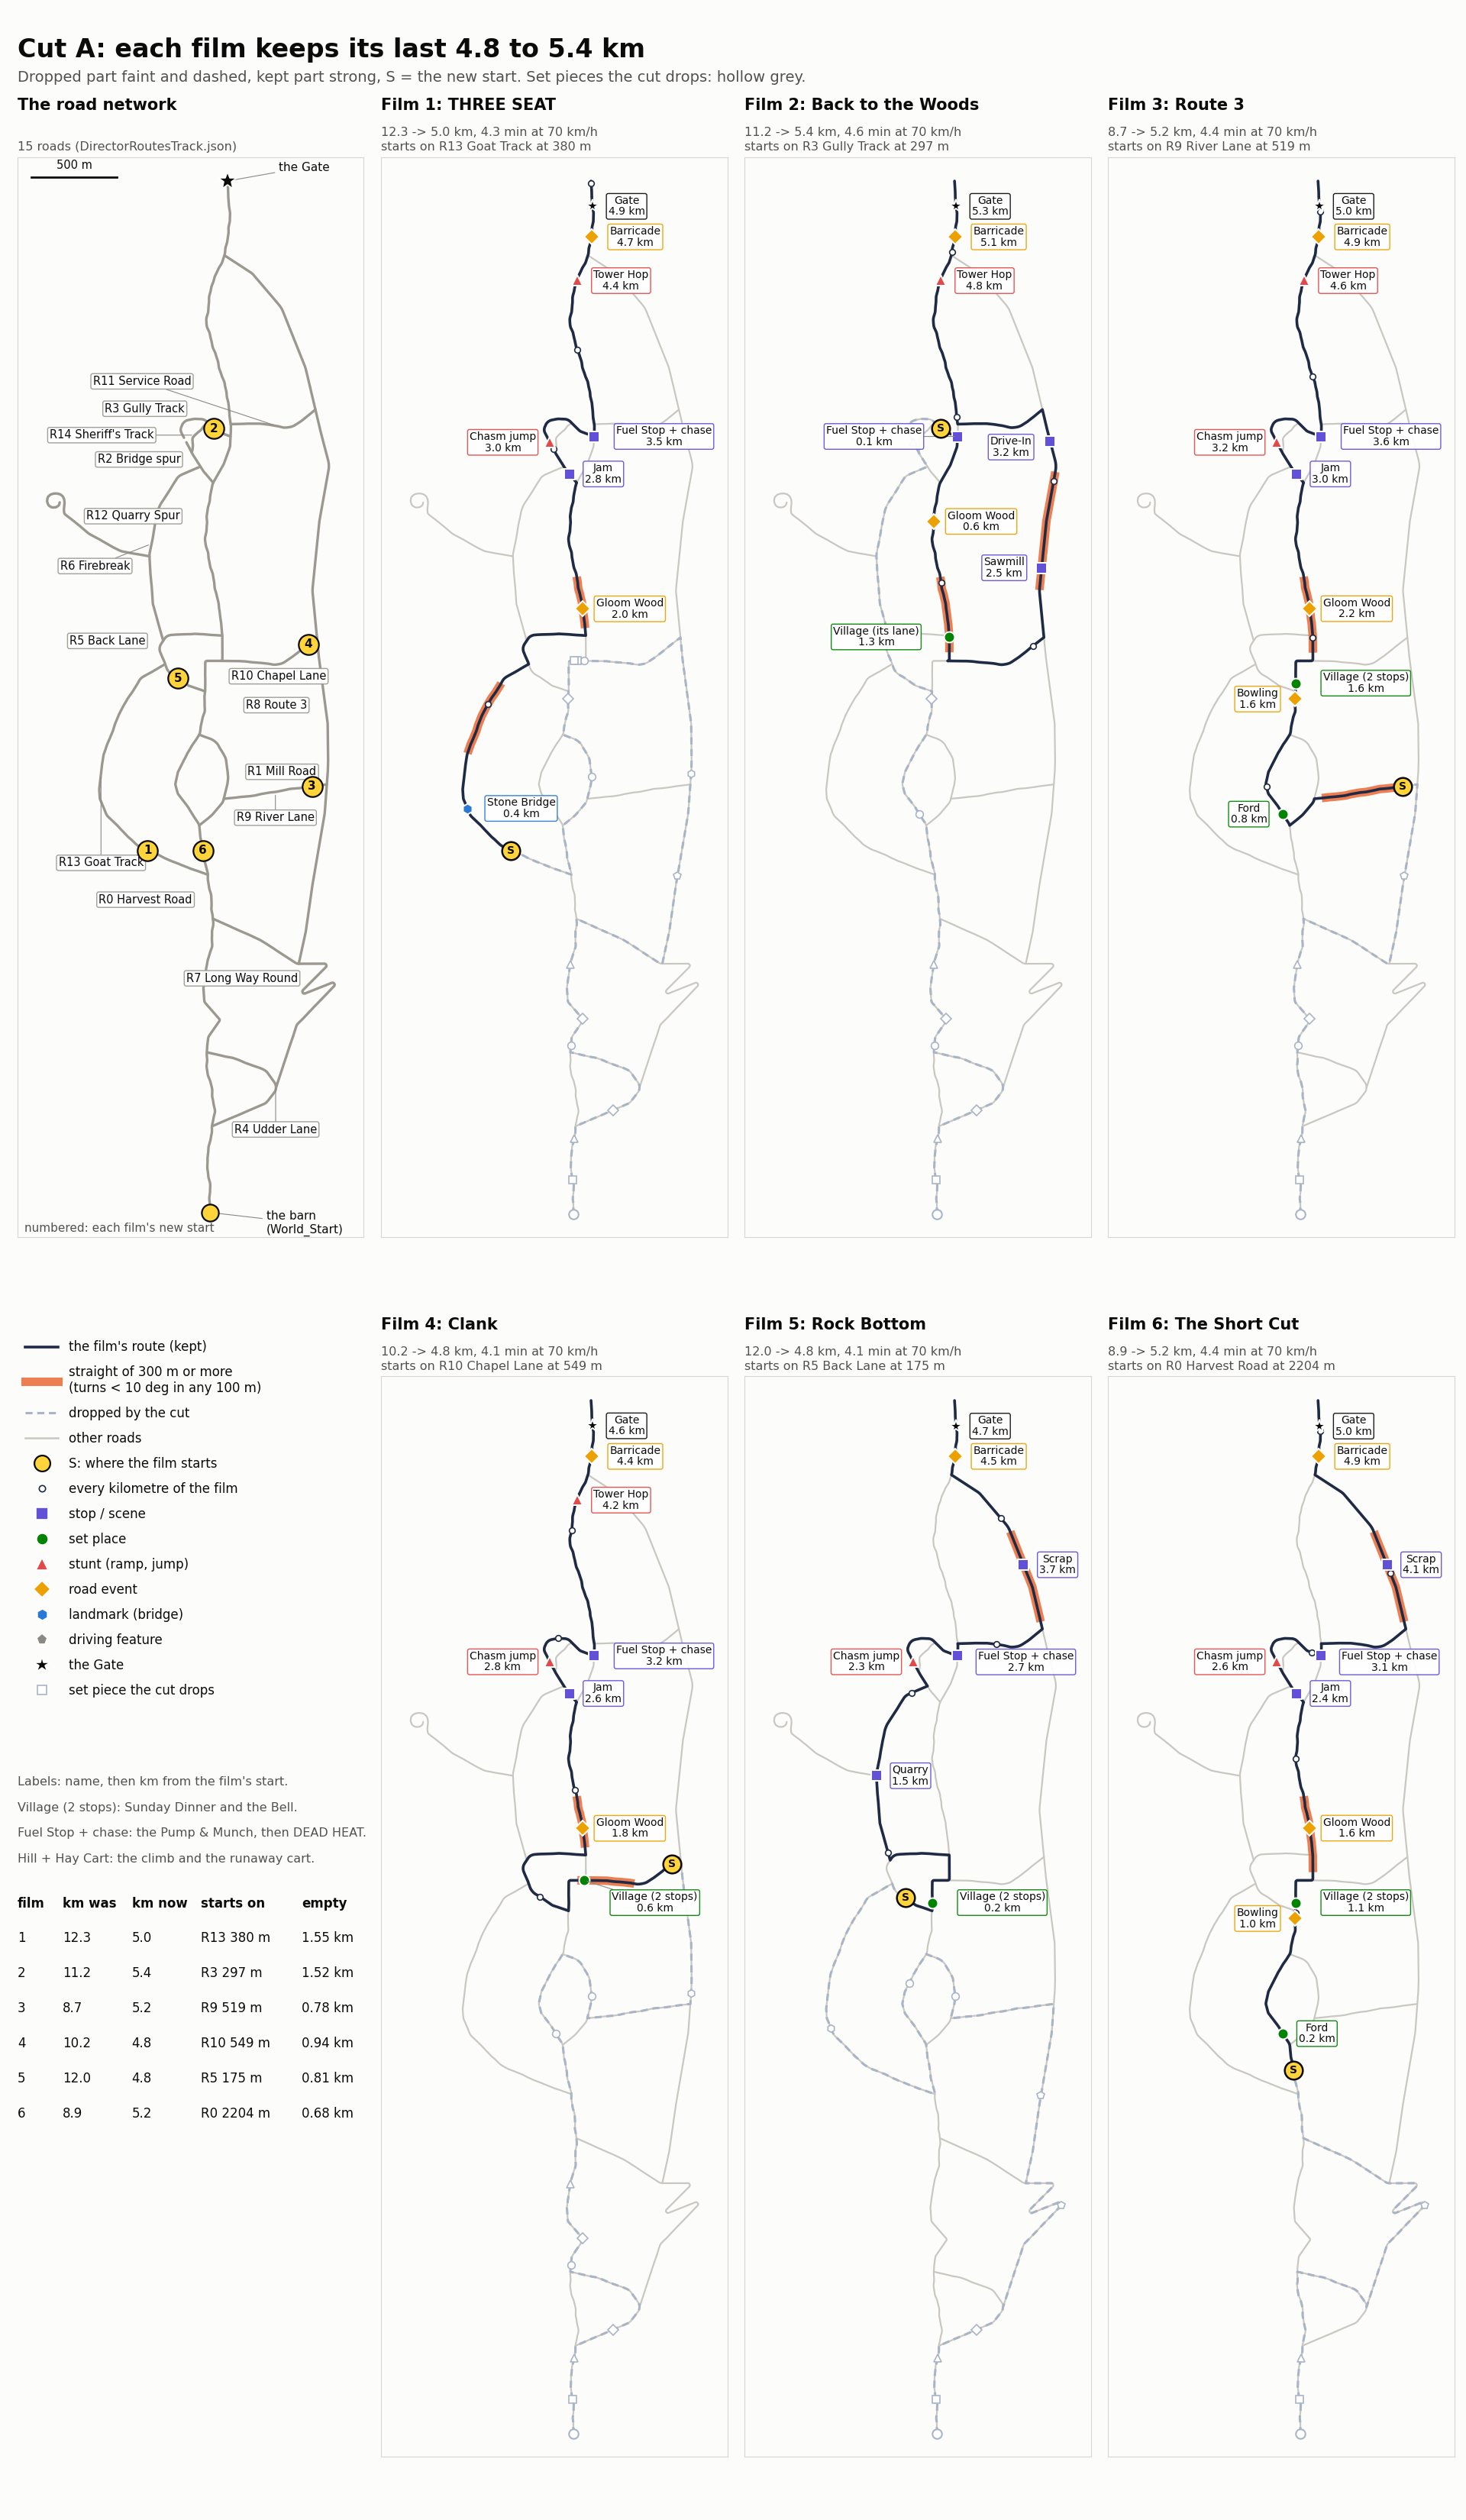 Cut A: each film keeps its last 4.8 to 5.4 km
Dropped part faint and dashed, kept part strong, S = the new start. Set pieces the cut drops: hollow grey.
The road network
15 roads (DirectorRoutesTrack.json)
500 m
the Gate
R11 Service Road
R3 Gully Track
2
R14 Sheriff's Track
R2 Bridge spur
R12 Quarry Spur
R6 Firebreak
R5 Back Lane
4
5
R10 Chapel Lane
R8 Route 3
R1 Mill Road
3
R9 River Lane
1
6
R13 Goat Track
R0 Harvest Road
R7 Long Way Round
R4 Udder Lane
the barn
(World_Start)
numbered: each film's new start
Film 1: THREE SEAT
12.3 -> 5.0 km, 4.3 min at 70 km/h
starts on R13 Goat Track at 380 m
Gate
4.9 km
Barricade
4.7 km
Tower Hop
4.4 km
Fuel Stop + chase
3.5 km
Chasm jump
3.0 km
Jam
2.8 km
Gloom Wood
2.0 km
Stone Bridge
0.4 km
S
Film 2: Back to the Woods
11.2 -> 5.4 km, 4.6 min at 70 km/h
starts on R3 Gully Track at 297 m
Gate
5.3 km
Barricade
5.1 km
Tower Hop
4.8 km
S
Fuel Stop + chase
0.1 km
Drive-In
3.2 km
Gloom Wood
0.6 km
Sawmill
2.5 km
Village (its lane)
1.3 km
Film 3: Route 3
8.7 -> 5.2 km, 4.4 min at 70 km/h
starts on R9 River Lane at 519 m
Gate
5.0 km
Barricade
4.9 km
Tower Hop
4.6 km
Fuel Stop + chase
3.6 km
Chasm jump
3.2 km
Jam
3.0 km
Gloom Wood
2.2 km
Village (2 stops)
1.6 km
Bowling
1.6 km
S
Ford
0.8 km
the film's route (kept)
straight of 300 m or more
(turns < 10 deg in any 100 m)
dropped by the cut
other roads
S: where the film starts
every kilometre of the film
stop / scene
set place
stunt (ramp, jump)
road event
landmark (bridge)
driving feature
the Gate
set piece the cut drops
Labels: name, then km from the film's start.
Village (2 stops): Sunday Dinner and the Bell.
Fuel Stop + chase: the Pump & Munch, then DEAD HEAT.
Hill + Hay Cart: the climb and the runaway cart.
film km was km now starts on empty
1 12.3 5.0 R13 380 m 1.55 km
2 11.2 5.4 R3 297 m 1.52 km
3 8.7 5.2 R9 519 m 0.78 km
4 10.2 4.8 R10 549 m 0.94 km
5 12.0 4.8 R5 175 m 0.81 km
6 8.9 5.2 R0 2204 m 0.68 km
Film 4: Clank
10.2 -> 4.8 km, 4.1 min at 70 km/h
starts on R10 Chapel Lane at 549 m
Gate
4.6 km
Barricade
4.4 km
Tower Hop
4.2 km
Fuel Stop + chase
3.2 km
Chasm jump
2.8 km
Jam
2.6 km
Gloom Wood
1.8 km
S
Village (2 stops)
0.6 km
Film 5: Rock Bottom
12.0 -> 4.8 km, 4.1 min at 70 km/h
starts on R5 Back Lane at 175 m
Gate
4.7 km
Barricade
4.5 km
Scrap
3.7 km
Chasm jump
2.3 km
Fuel Stop + chase
2.7 km
Quarry
1.5 km
S
Village (2 stops)
0.2 km
Film 6: The Short Cut
8.9 -> 5.2 km, 4.4 min at 70 km/h
starts on R0 Harvest Road at 2204 m
Gate
5.0 km
Barricade
4.9 km
Scrap
4.1 km
Fuel Stop + chase
3.1 km
Chasm jump
2.6 km
Jam
2.4 km
Gloom Wood
1.6 km
Village (2 stops)
1.1 km
Bowling
1.0 km
Ford
0.2 km
S